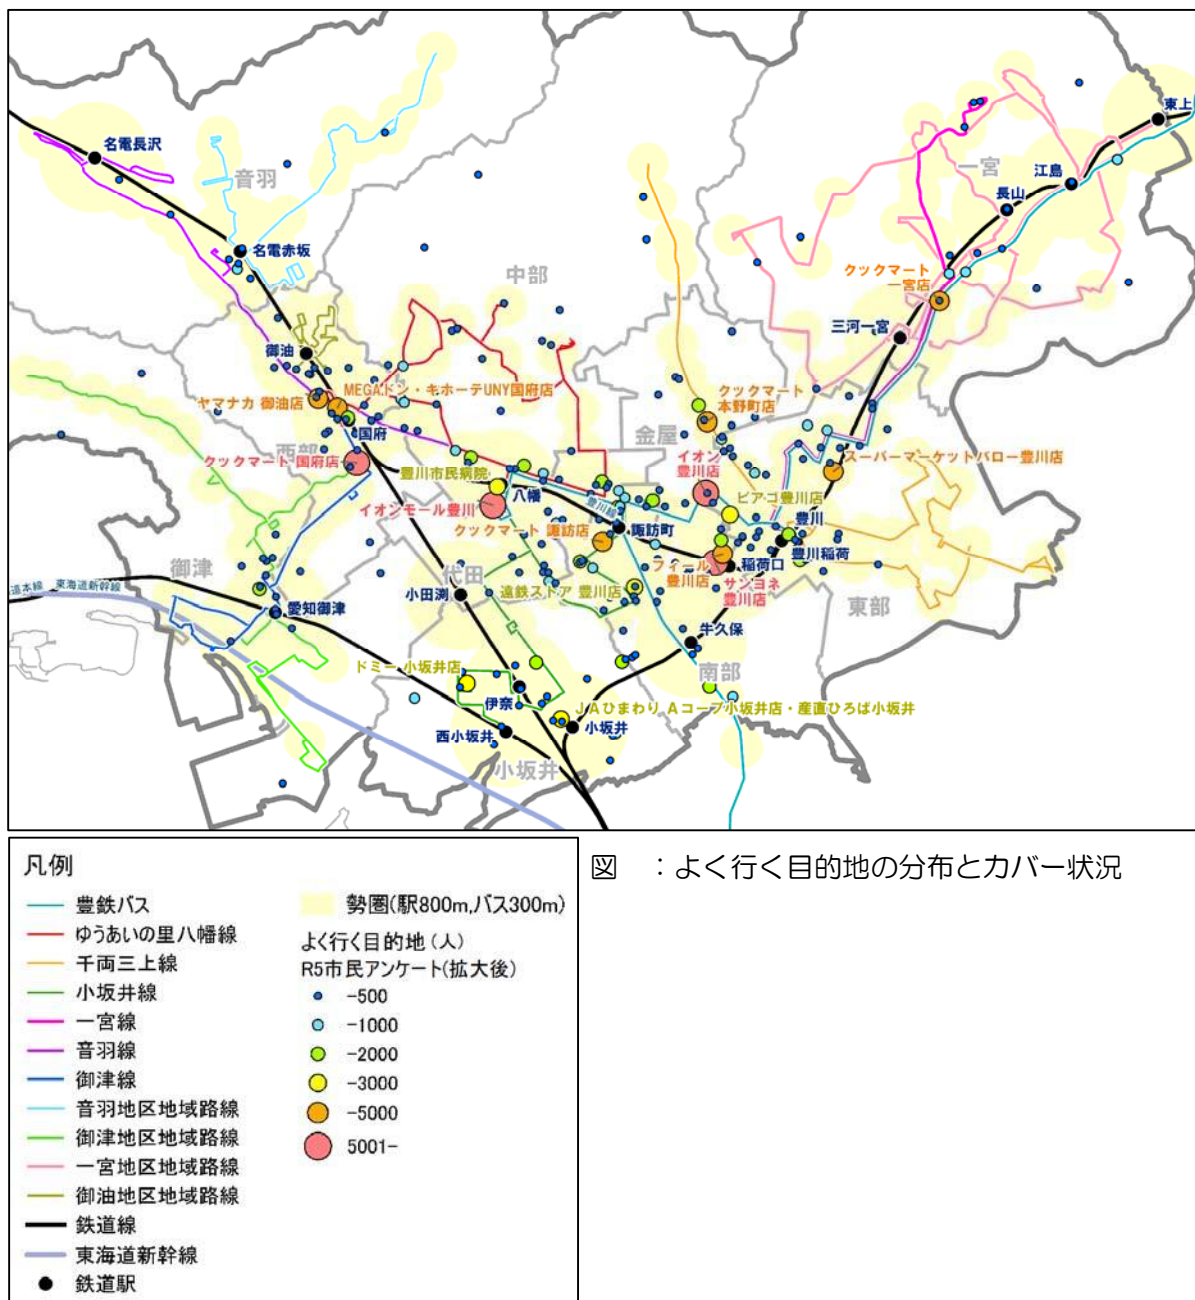 東上
名電長沢
一宮
江島
音羽
長山
名電赤坂
クックマート
一宮店
中部
三河一宮
御油
MEGAドン・キホーテUNY国府店
クックマート
本野町店
ヤマナカ 御油店
国府
金屋
西部
クックマート 国府店
豊川市民病院
イオン
豊川店
スーパーマーケットバロー豊川店
八幡
ピアゴ豊川店
イオンモール豊川
豊川線
豊川
クックマート 諏訪店
諏訪町
豊川稲荷
御津
代田
フィール
豊川店
稲荷口
道本線
東海道新幹線
小田渕
遠鉄ストア 豊川店
サンヨネ
豊川店
東部
愛知御津
牛久保
ドミー 小坂井店
南部
伊奈
JAひまわり Aコープ小坂井店・産直ひろば小坂井
西小坂井
小坂井
小坂井
凡例
豊鉄バス
ゆうあいの里八幡線
千両三上線
小坂井線
一宮線
音羽線
御津線
音羽地区地域路線
御津地区地域路線
一宮地区地域路線
御油地区地域路線
鉄道線
東海道新幹線
鉄道駅
勢圏(駅800m,バス300m)
よく行く目的地(人)
R5市民アンケート(拡大後)
-500
-1000
-2000
-3000
-5000
5001-
図　：よく行く目的地の分布とカバー状況